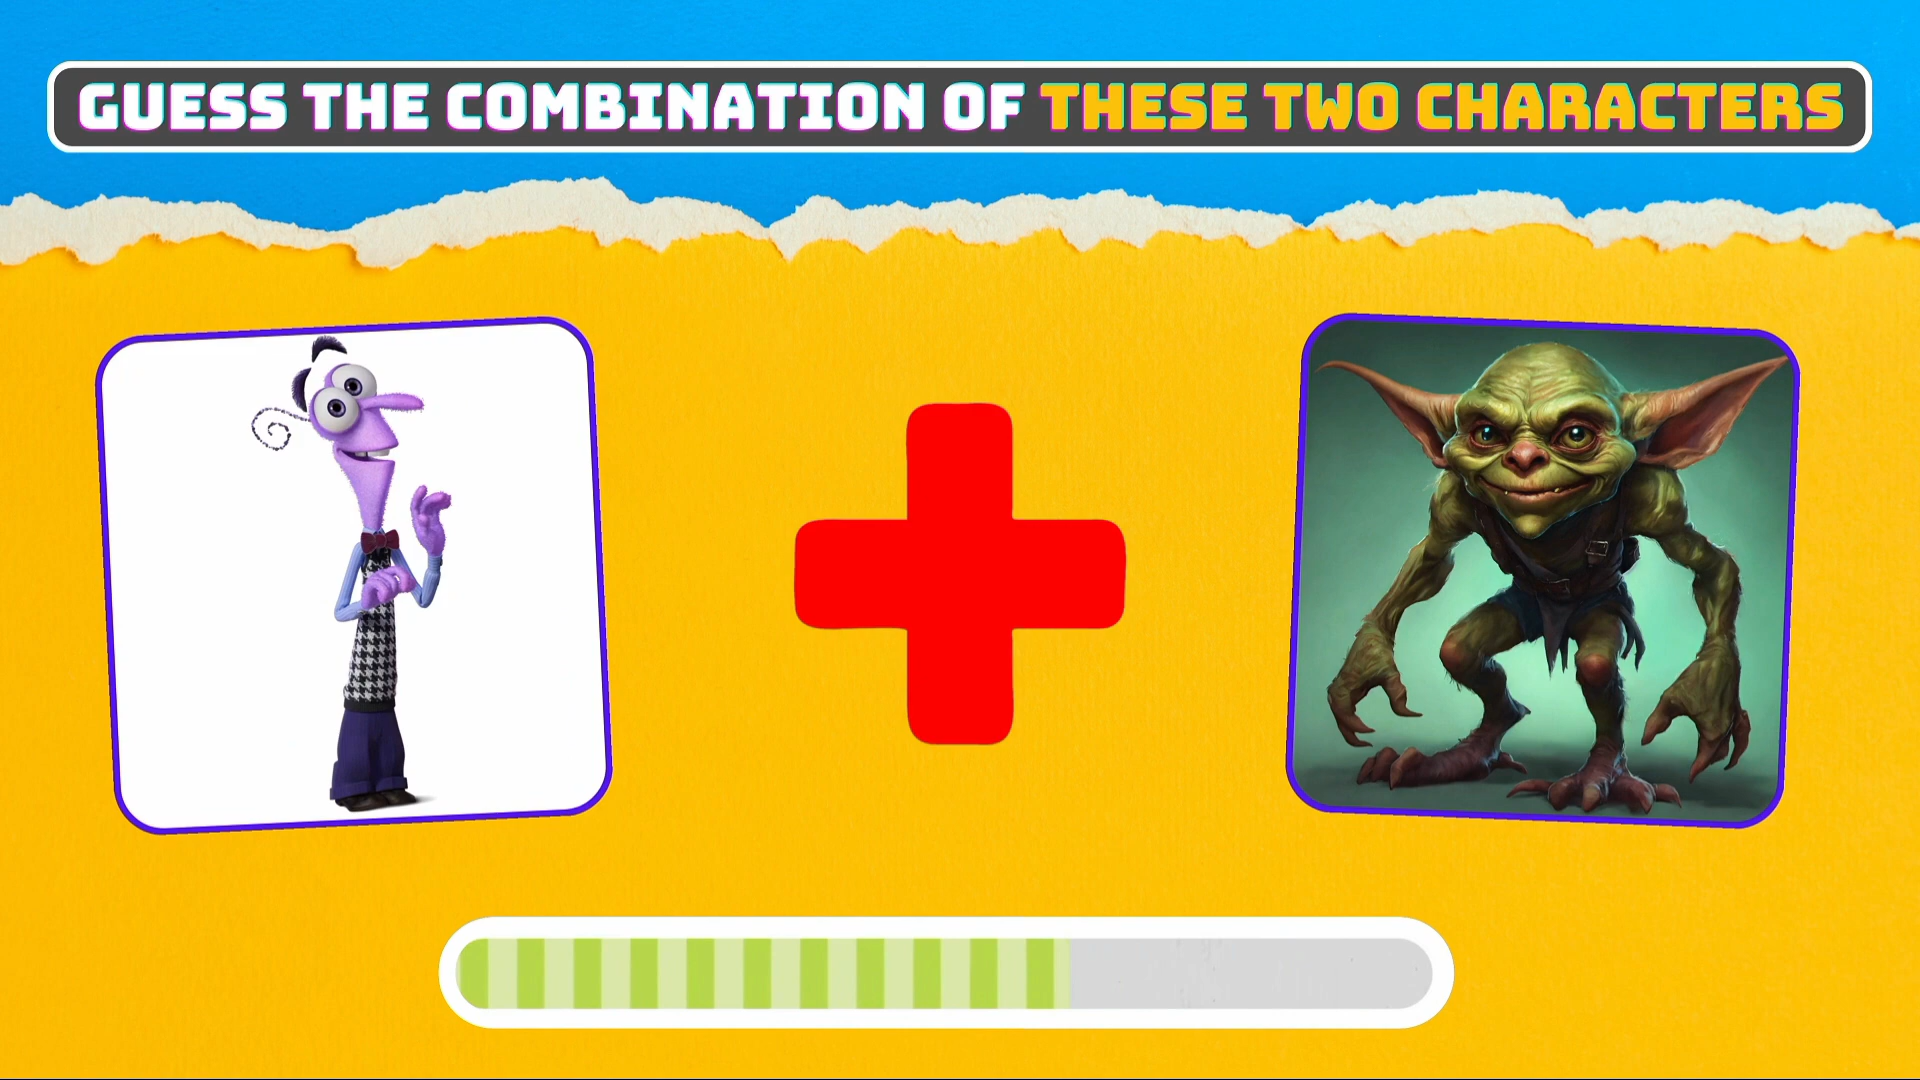 GUESS THE COMBINATION OF THESE TWO CHARACTERS